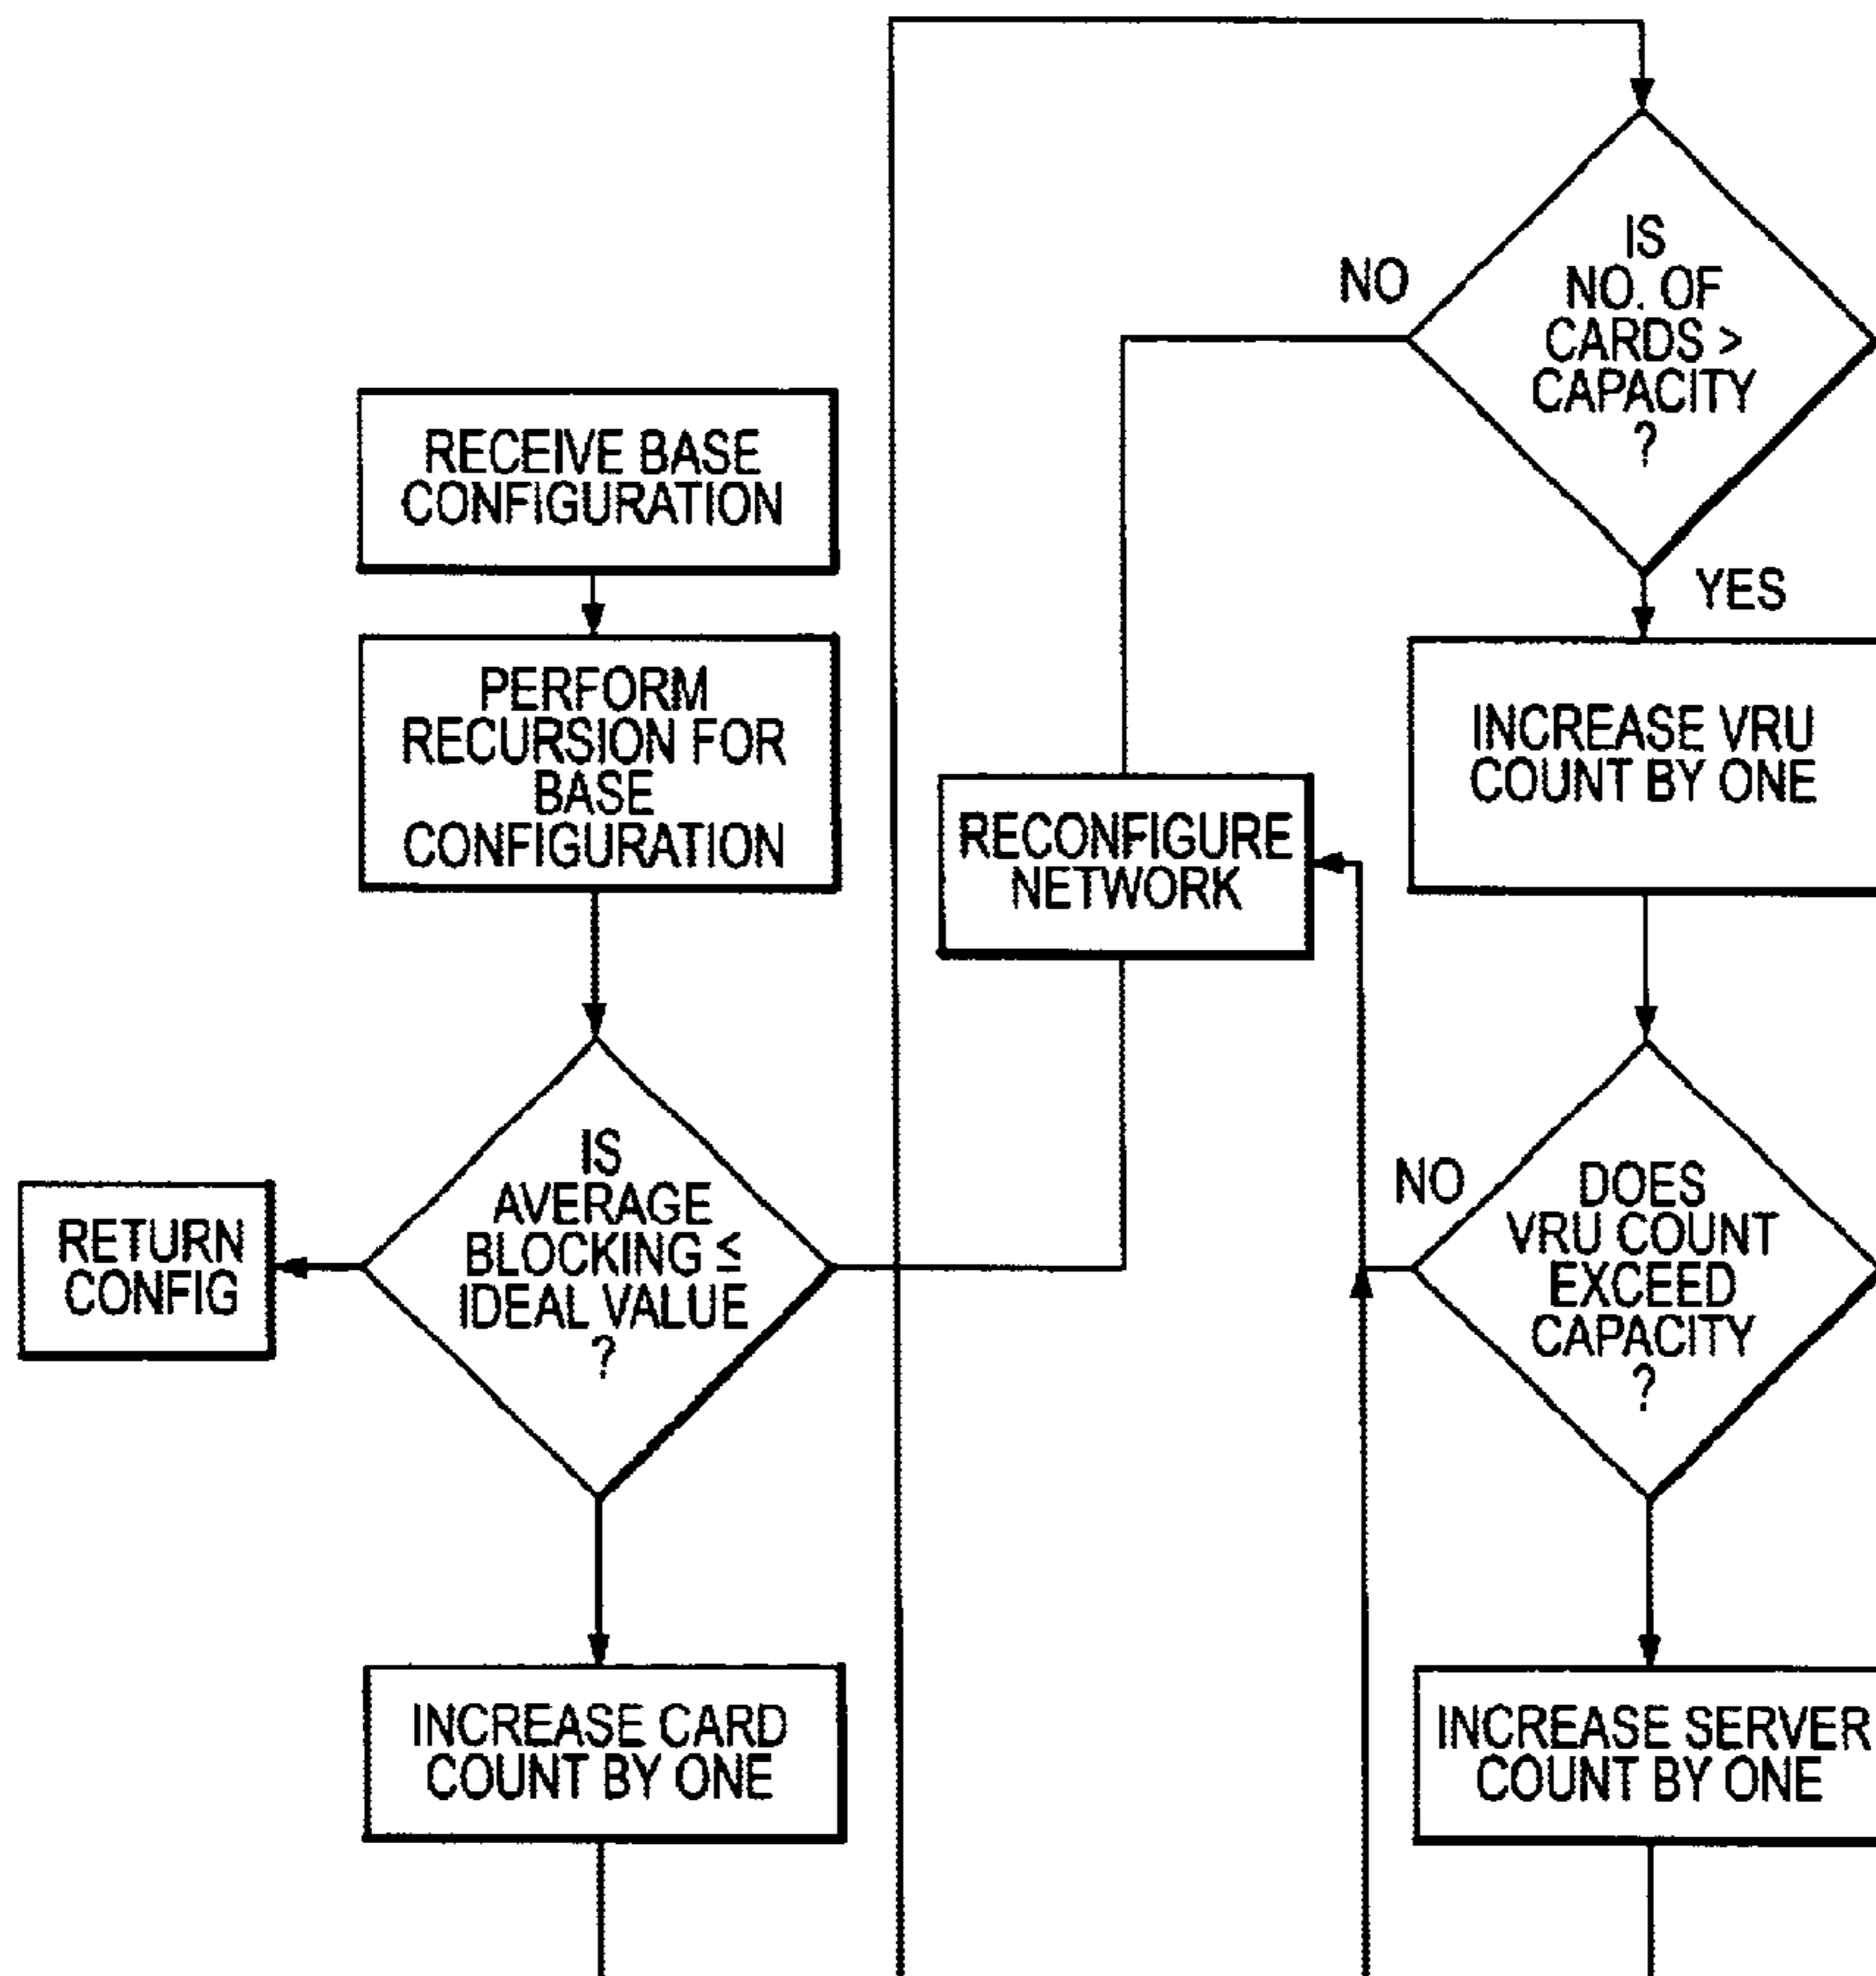 RECEIVE BASE
CONFIGURATION
PERFORM
RECURSION FOR
BASE
CONFIGURATION
IS
AVERAGE
BLOCKING ≤
IDEAL VALUE
?
RETURN
CONFIG
INCREASE CARD
COUNT BY ONE
RECONFIGURE
NETWORK
IS
NO. OF
CARDS >
CAPACITY
?
NO
YES
INCREASE VRU
COUNT BY ONE
DOES
VRU COUNT
EXCEED
CAPACITY
?
NO
INCREASE SERVER
COUNT BY ONE